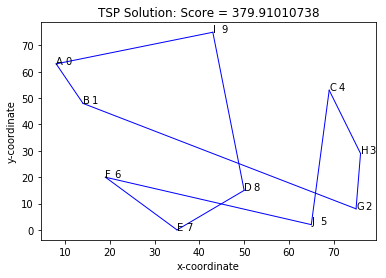 TSP Solution: Score = 379.91010738
I 9
A 0
C 4
B 1
H 3
F 6
D 8
G 2
J 5
E 7
70
60
50
40
30
20
10
0
y-coordinate
10 20 30 40 50 60 70
x-coordinate